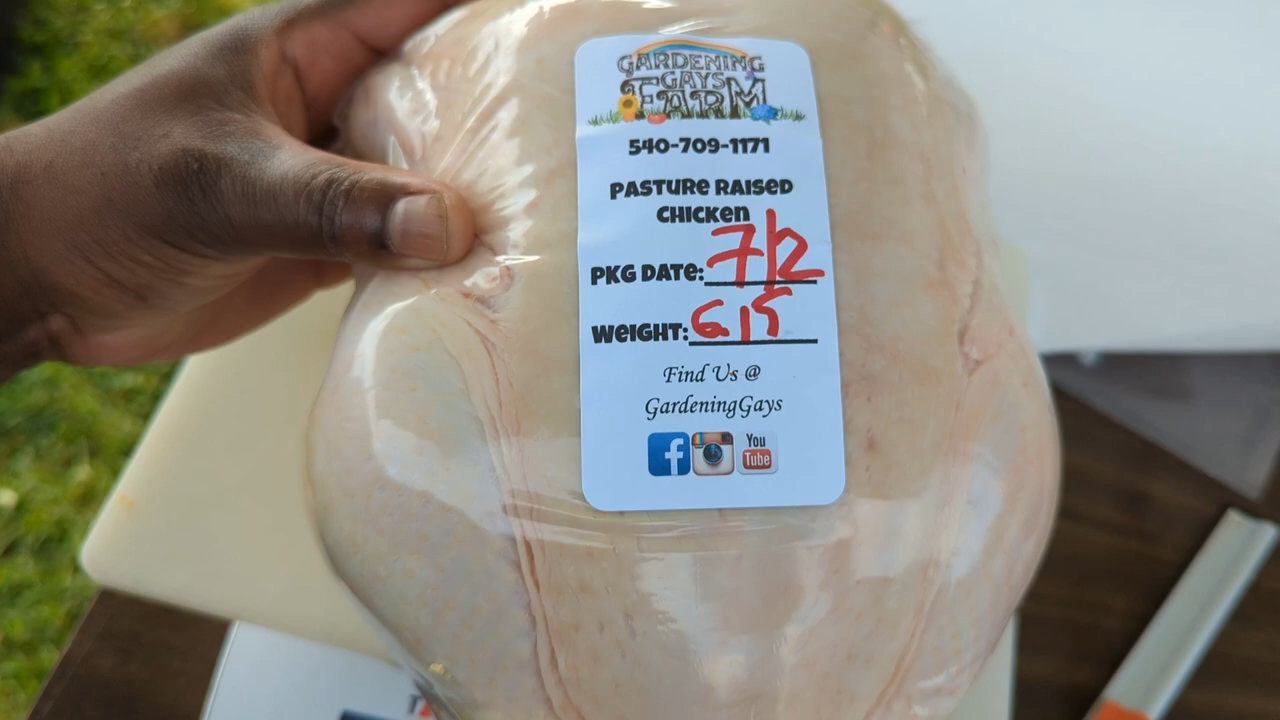 GARDENING
GAYS
FARM
540-709-1171
PASTURE RAISED
CHICKEN
PKG DATE: 7/2
WEIGHT: 6.15
Find Us @
GardeningGays
f
You
Tube